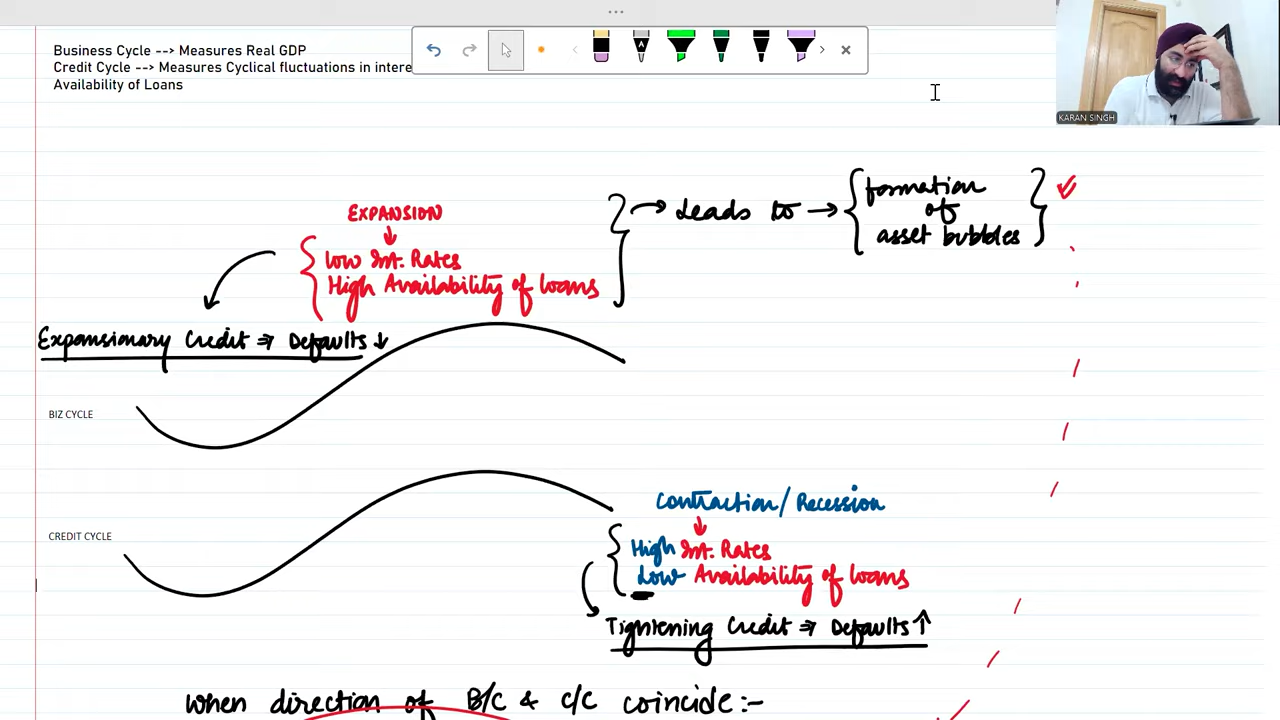 Business Cycle --> Measures Real GDP
Credit Cycle --> Measures Cyclical fluctuations in intere
Availability of Loans
KARAN SINGH
EXPANSION
Low Int. Rates
High Availability of loans
Leads to → formation
of
asset bubbles
Expansionary Credit ⇒ Defaults ↓
BIZ CYCLE
CREDIT CYCLE
Contraction/Recession
High Int. Rates
Low Availability of loans
Tightening Credit ⇒ Defaults ↑
When direction of B/C & C/C coincide:-